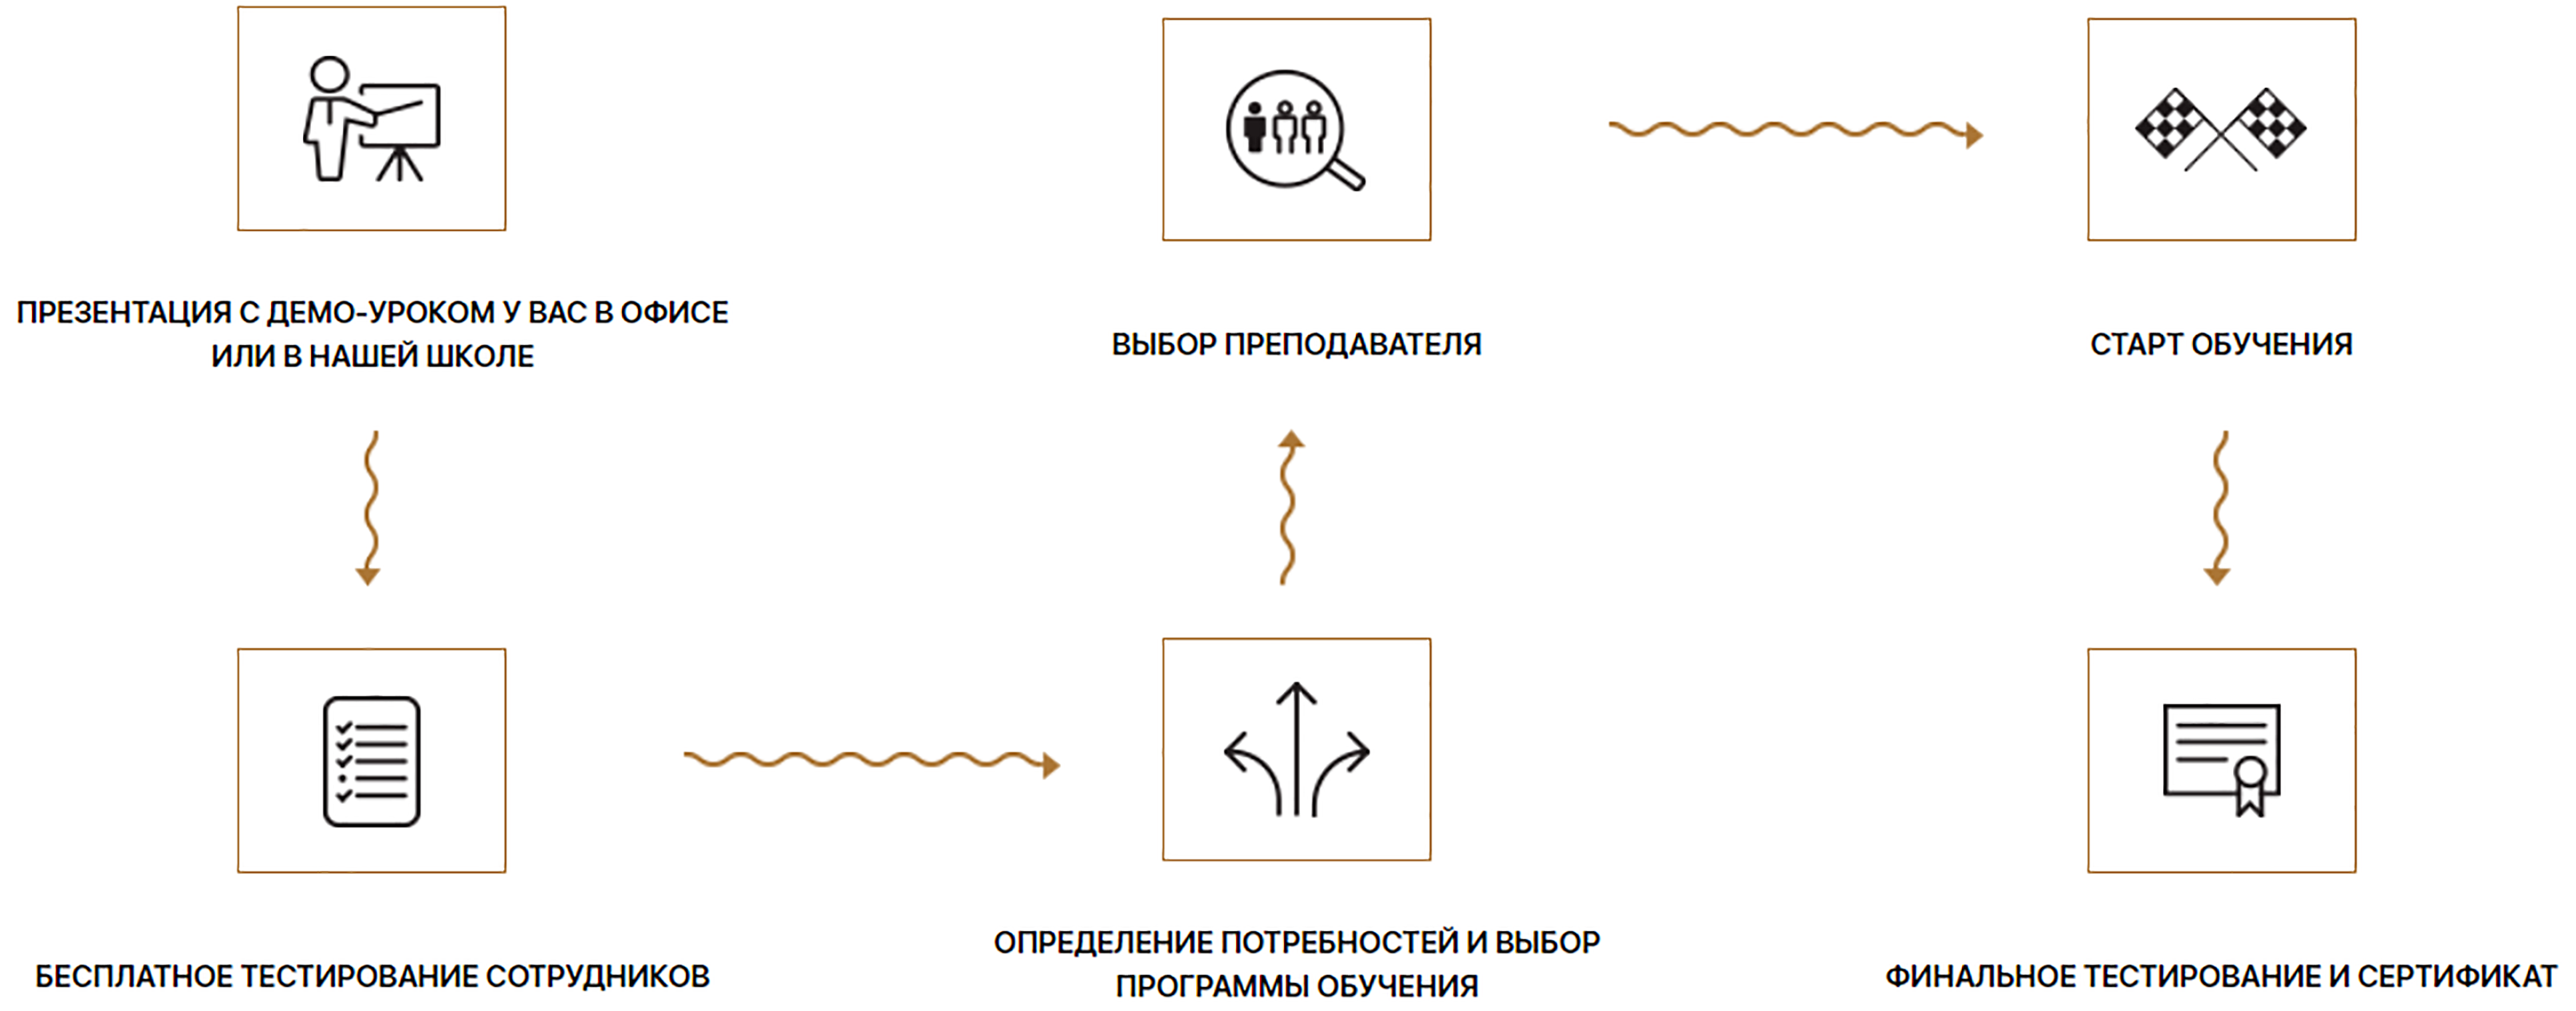 ПРЕЗЕНТАЦИЯ С ДЕМО-УРОКОМ У ВАС В ОФИСЕ
ИЛИ В НАШЕЙ ШКОЛЕ
ВЫБОР ПРЕПОДАВАТЕЛЯ
СТАРТ ОБУЧЕНИЯ
БЕСПЛАТНОЕ ТЕСТИРОВАНИЕ СОТРУДНИКОВ
ОПРЕДЕЛЕНИЕ ПОТРЕБНОСТЕЙ И ВЫБОР
ПРОГРАММЫ ОБУЧЕНИЯ
ФИНАЛЬНОЕ ТЕСТИРОВАНИЕ И СЕРТИФИКАТ